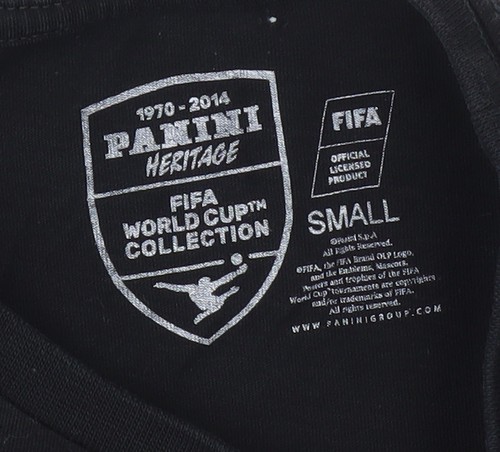 1970 - 2014
PANINI
HERITAGE
FIFA
WORLD CUP™
COLLECTION
FIFA
OFFICIAL
LICENSED
PRODUCT
SMALL
©Panini S.p.A
All Rights Reserved.
©FIFA, the FIFA Brand OLP Logo,
and the Emblems, Mascots,
Posters and trophies of the FIFA
World Cup™ tournaments are copyrights
and/or trademarks of FIFA.
All rights reserved.
WWW.PANINIGROUP.COM